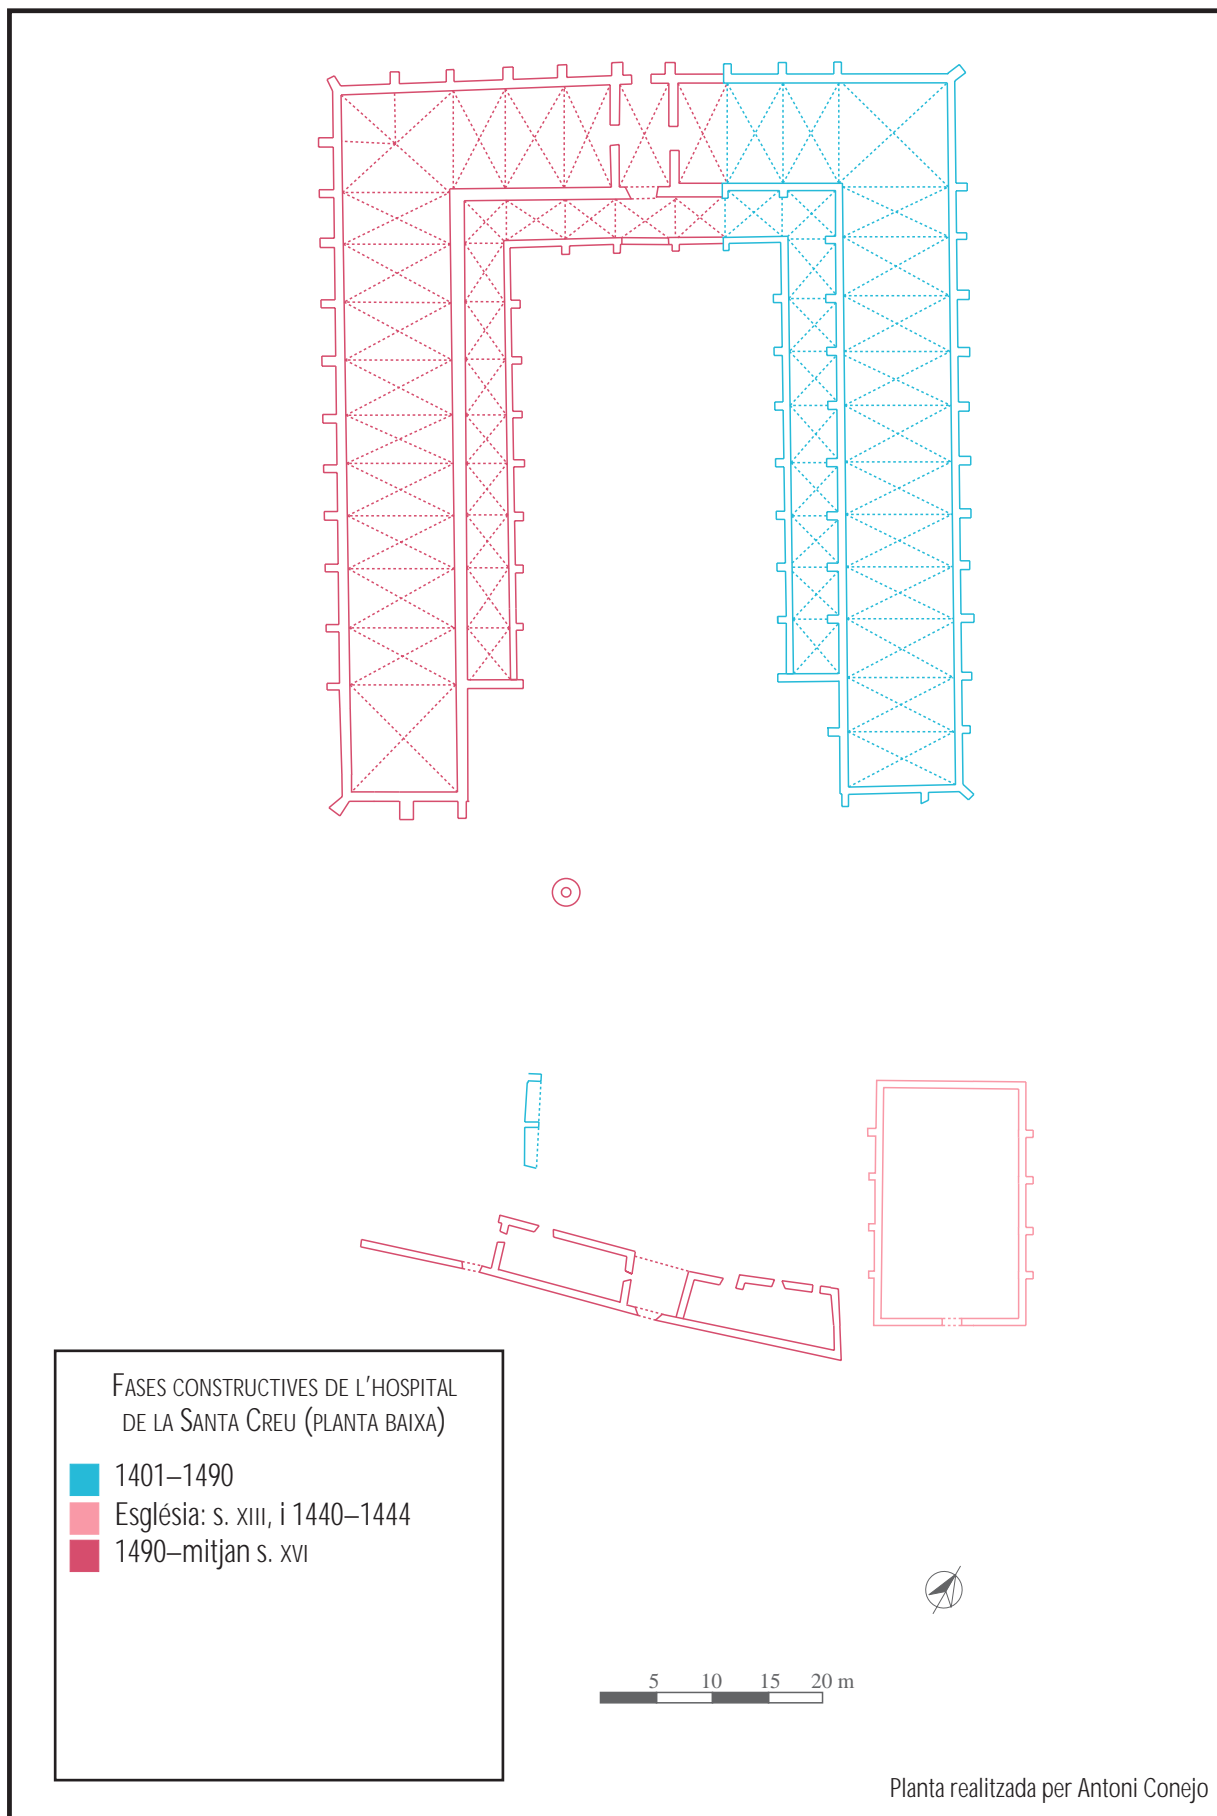 FASES CONSTRUCTIVES DE L'HOSPITAL
DE LA SANTA CREU (PLANTA BAIXA)
1401–1490
Església: s. XIII, i 1440–1444
1490–mitjan s. XVI
5 10 15 20 m
Planta realitzada per Antoni Conejo